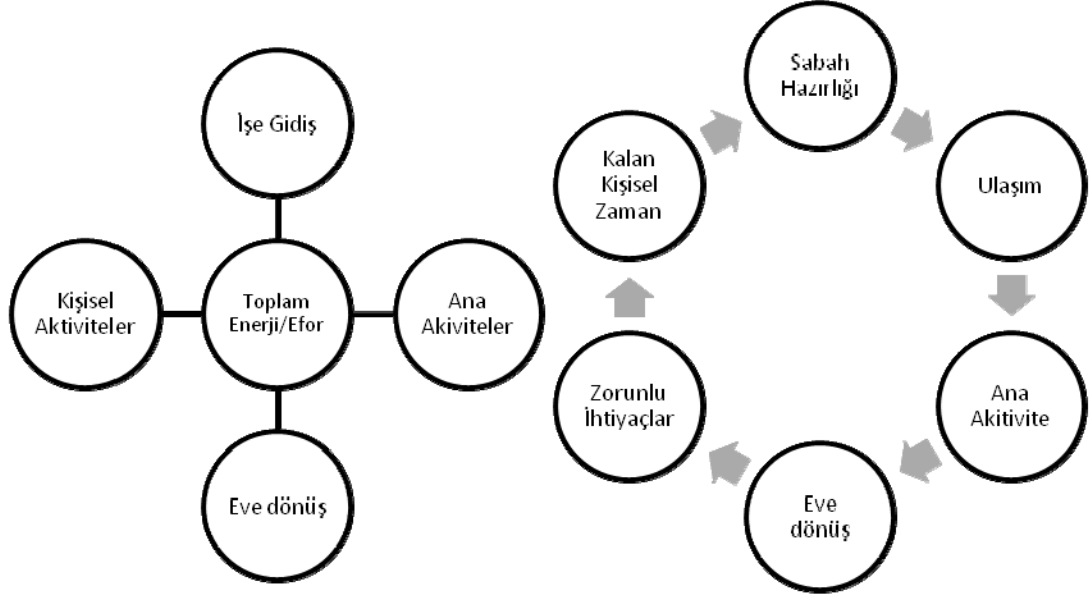 İşe Gidiş
Kişisel
Aktiviteler
Toplam
Enerji/Efor
Ana
Akiviteler
Eve dönüş
Sabah
Hazırlığı
Ulaşım
Ana
Akitivite
Eve
dönüş
Zorunlu
İhtiyaçlar
Kalan
Kişisel
Zaman